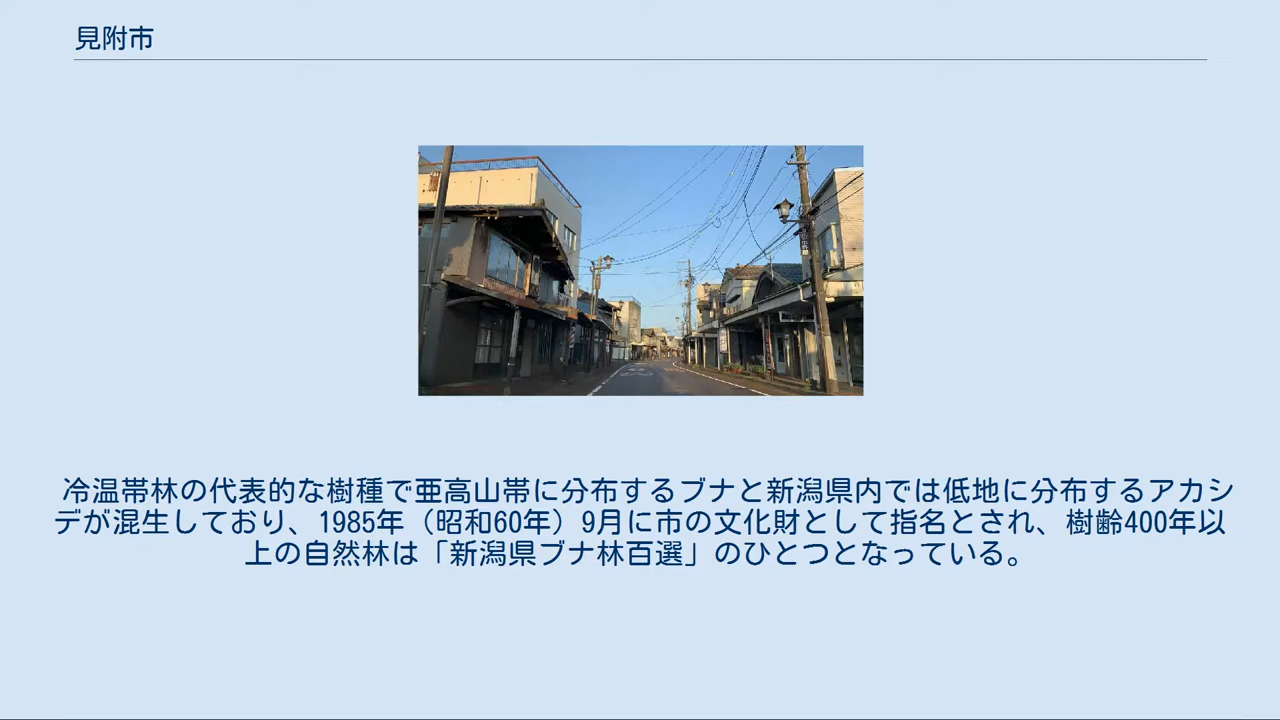 見附市
冷温帯林の代表的な樹種で亜高山帯に分布するブナと新潟県内では低地に分布するアカシ
デが混生しており、1985年（昭和60年）9月に市の文化財として指名とされ、樹齢400年以
上の自然林は「新潟県ブナ林百選」のひとつとなっている。